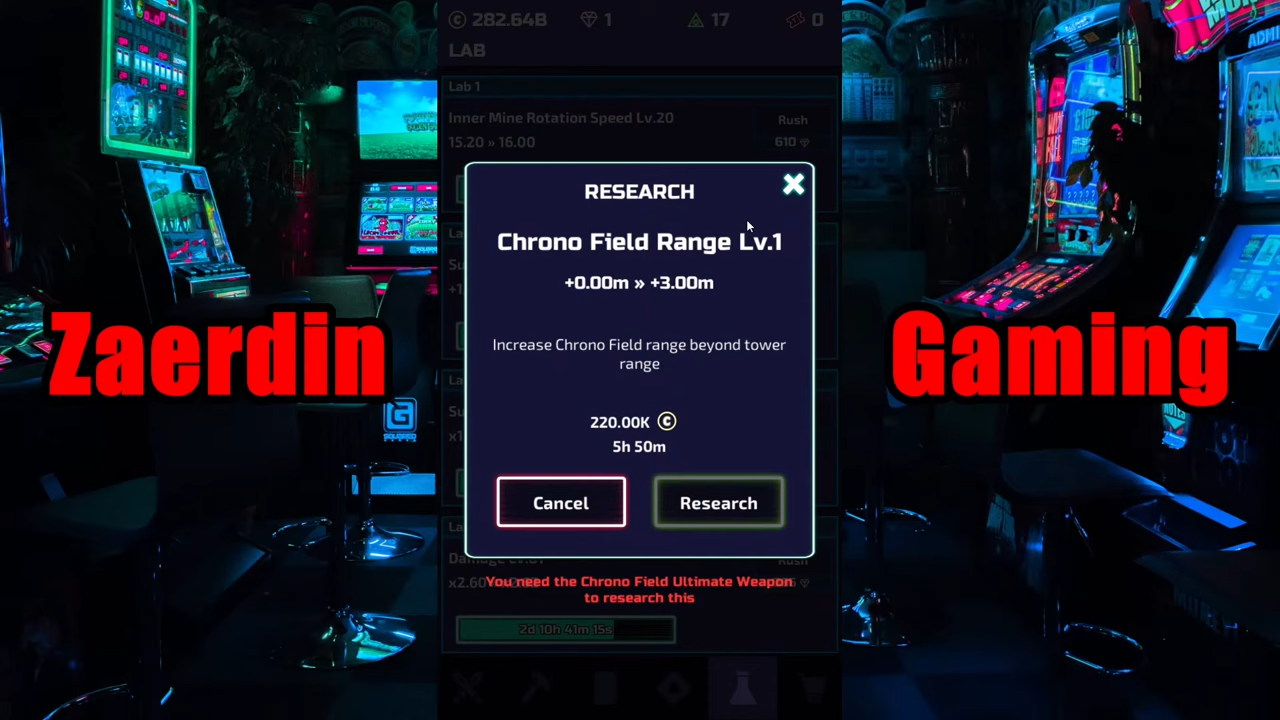 282.64B
1
17
0
LAB
Lab 1
Inner Mine Rotation Speed Lv.20
Rush
15.20 » 16.00
610
RESEARCH
Chrono Field Range Lv.1
+0.00m » +3.00m
Increase Chrono Field range beyond tower
range
Zaerdin
Gaming
220.00K
5h 50m
Cancel
Research
You need the Chrono Field Ultimate Weapon
to research this
x2.60
2d 10h 41m 15s